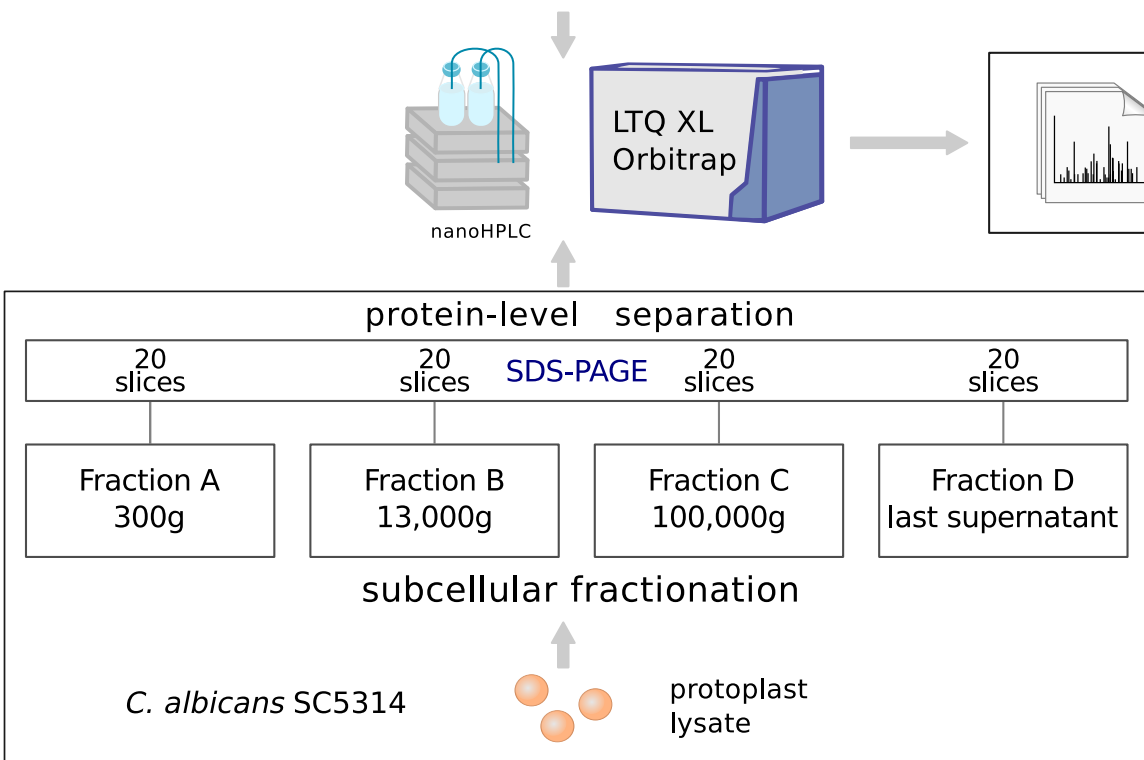 LTQ XL
Orbitrap
nanoHPLC
protein-level separation
20
slices
20
slices
SDS-PAGE
20
slices
20
slices
Fraction A
300g
Fraction B
13,000g
Fraction C
100,000g
Fraction D
last supernatant
subcellular fractionation
C. albicans SC5314
protoplast
lysate